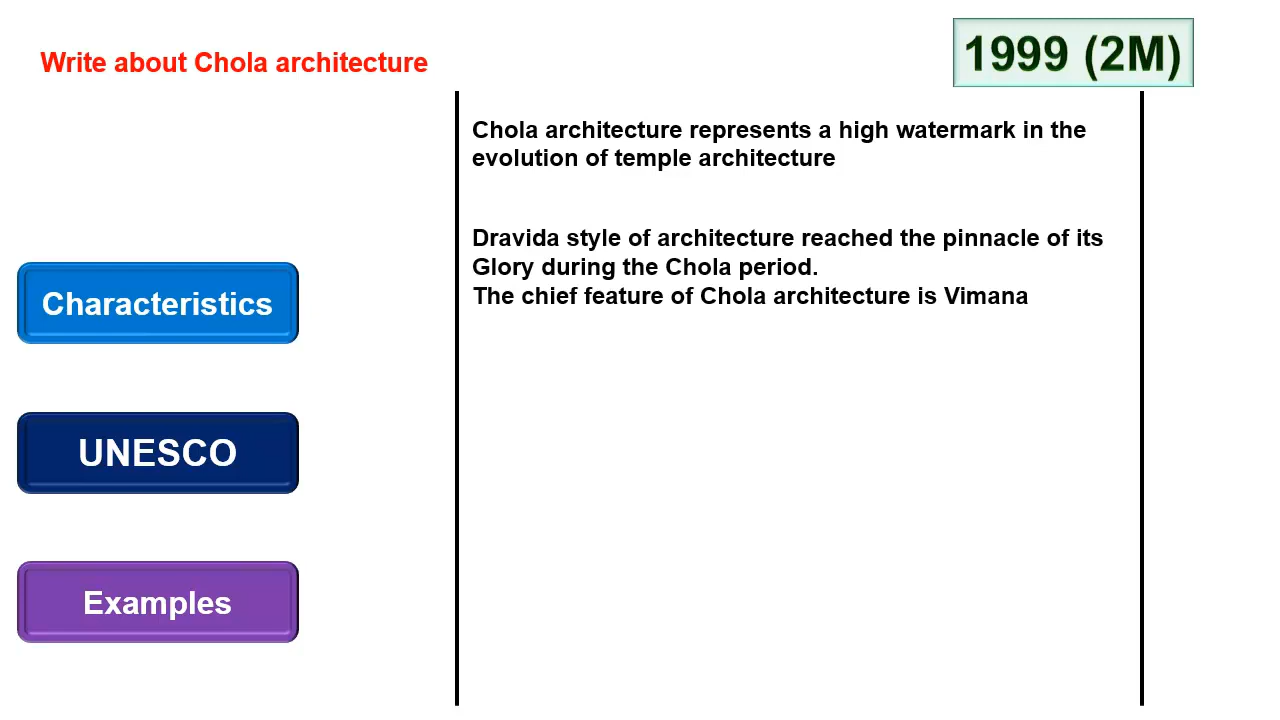 Write about Chola architecture
1999 (2M)
Chola architecture represents a high watermark in the
evolution of temple architecture
Dravida style of architecture reached the pinnacle of its
Glory during the Chola period.
The chief feature of Chola architecture is Vimana
Characteristics
UNESCO
Examples